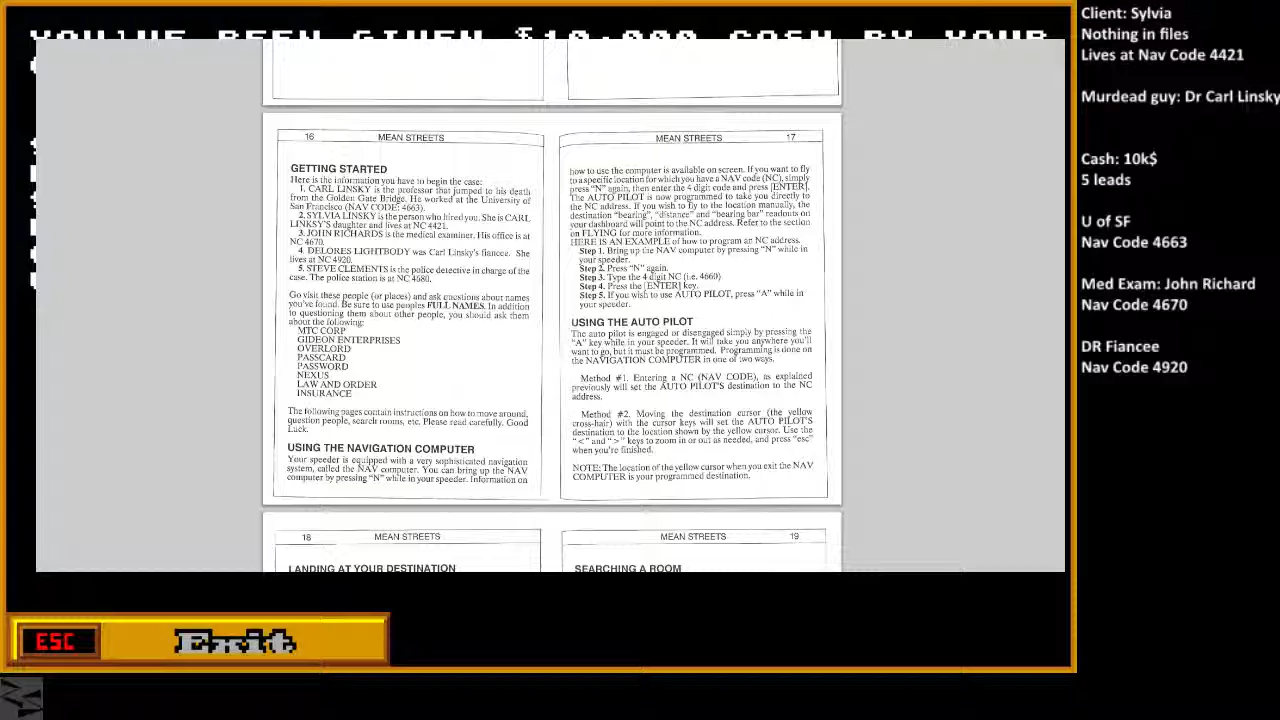 YOU'VE BEEN GIVEN $10,000 CASH BY YOUR
16 MEAN STREETS
GETTING STARTED
Here is the information you have to begin the case:
1. CARL LINSKY is the professor that jumped to his death
from the Golden Gate Bridge. He worked at the University of
San Francisco (NAV CODE: 4663).
2. SYLVIA LINSKY is the person who hired you. She is CARL
LINSKY'S daughter and lives at NC 4421.
3. JOHN RICHARDS is the medical examiner. His office is at
NC 4670.
4. DELORES LIGHTBODY was Carl Linsky's fiancee. She
lives at NC 4920.
5. STEVE CLEMENTS is the police detective in charge of the
case. The police station is at NC 4680.
Go visit these people (or places) and ask questions about names
you've found. Be sure to use peoples FULL NAMES. In addition
to questioning them about other people, you should ask them
about the following:
MTC CORP
GIDEON ENTERPRISES
OVERLORD
PASSCARD
PASSWORD
NEXUS
LAW AND ORDER
INSURANCE
The following pages contain instructions on how to move around,
question people, search rooms, etc. Please read carefully. Good
Luck.
USING THE NAVIGATION COMPUTER
Your speeder is equipped with a very sophisticated navigation
system, called the NAV computer. You can bring up the NAV
computer by pressing "N" while in your speeder. Information on
MEAN STREETS 17
how to use the computer is available on screen. If you want to fly
to a specific location for which you have a NAV code (NC), simply
press "N" again, then enter the 4 digit code and press [ENTER].
The AUTO PILOT is now programmed to take you directly to
the NC address. If you wish to fly to the location manually, the
destination "bearing", "distance" and "bearing bar" readouts on
your dashboard will point to the NC address. Refer to the section
on FLYING for more information.
HERE IS AN EXAMPLE of how to program an NC address.
Step 1. Bring up the NAV computer by pressing "N" while in
your speeder.
Step 2. Press "N" again.
Step 3. Type the 4 digit NC (i.e. 4660)
Step 4. Press the [ENTER] key.
Step 5. If you wish to use AUTO PILOT, press "A" while in
your speeder.
USING THE AUTO PILOT
The auto pilot is engaged or disengaged simply by pressing the
"A" key while in your speeder. It will take you anywhere you'll
want to go, but it must be programmed. Programming is done on
the NAVIGATION COMPUTER in one of two ways.
Method #1. Entering a NC (NAV CODE), as explained
previously will set the AUTO PILOT'S destination to the NC
address.
Method #2. Moving the destination cursor (the yellow
cross-hair) with the cursor keys will set the AUTO PILOT'S
destination to the location shown by the yellow cursor. Use the
"<" and ">" keys to zoom in or out as needed, and press "esc"
when you're finished.
NOTE: The location of the yellow cursor when you exit the NAV
COMPUTER is your programmed destination.
18 MEAN STREETS
LANDING AT YOUR DESTINATION
MEAN STREETS 19
SEARCHING A ROOM
ESC Exit
Client: Sylvia
Nothing in files
Lives at Nav Code 4421
Murdead guy: Dr Carl Linsky
Cash: 10k$
5 leads
U of SF
Nav Code 4663
Med Exam: John Richard
Nav Code 4670
DR Fiancee
Nav Code 4920